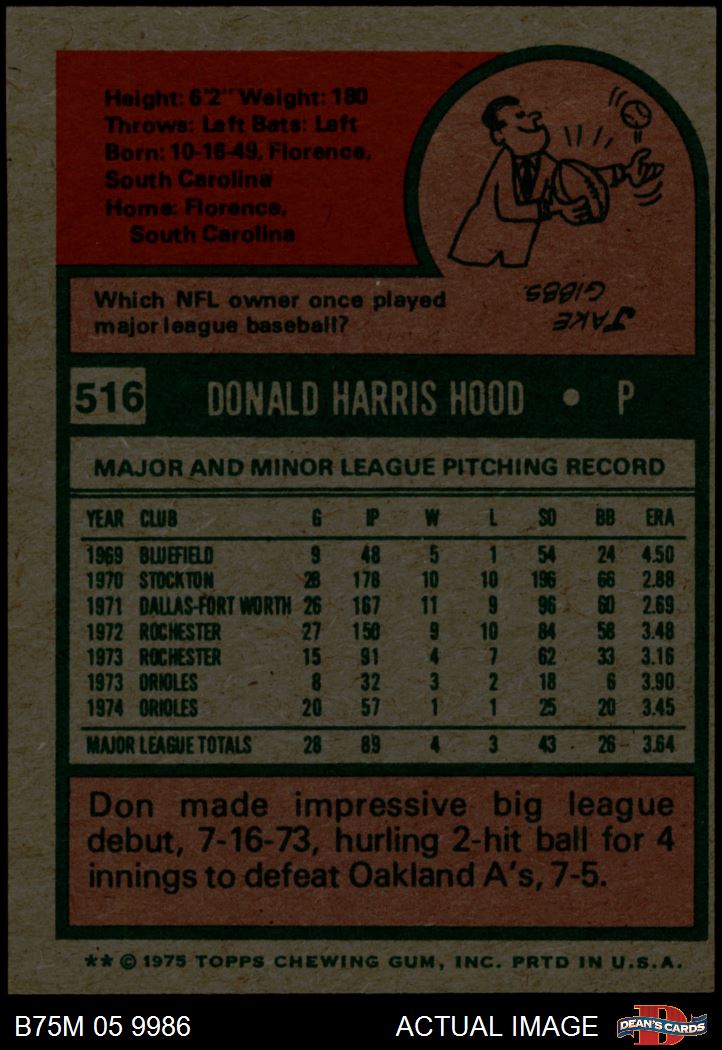 Height: 6'2" Weight: 180
Throws: Left Bats: Left
Born: 10-16-49, Florence,
South Carolina
Home: Florence,
South Carolina
Which NFL owner once played
major league baseball?
JAKE
GIBBS.
516 DONALD HARRIS HOOD • P
MAJOR AND MINOR LEAGUE PITCHING RECORD
YEAR CLUB G IP W L SO BB ERA
1969 BLUEFIELD 9 48 5 1 54 24 4.50
1970 STOCKTON 28 178 10 10 196 66 2.88
1971 DALLAS-FORT WORTH 26 167 11 9 96 60 2.69
1972 ROCHESTER 27 150 9 10 84 58 3.48
1973 ROCHESTER 15 91 4 7 62 33 3.16
1973 ORIOLES 8 32 3 2 18 6 3.90
1974 ORIOLES 20 57 1 1 25 20 3.45
MAJOR LEAGUE TOTALS 28 89 4 3 43 26 3.64
Don made impressive big league
debut, 7-16-73, hurling 2-hit ball for 4
innings to defeat Oakland A's, 7-5.
** © 1975 TOPPS CHEWING GUM, INC. PRTD IN U.S.A.
B75M 05 9986 ACTUAL IMAGE D DEAN'S CARDS